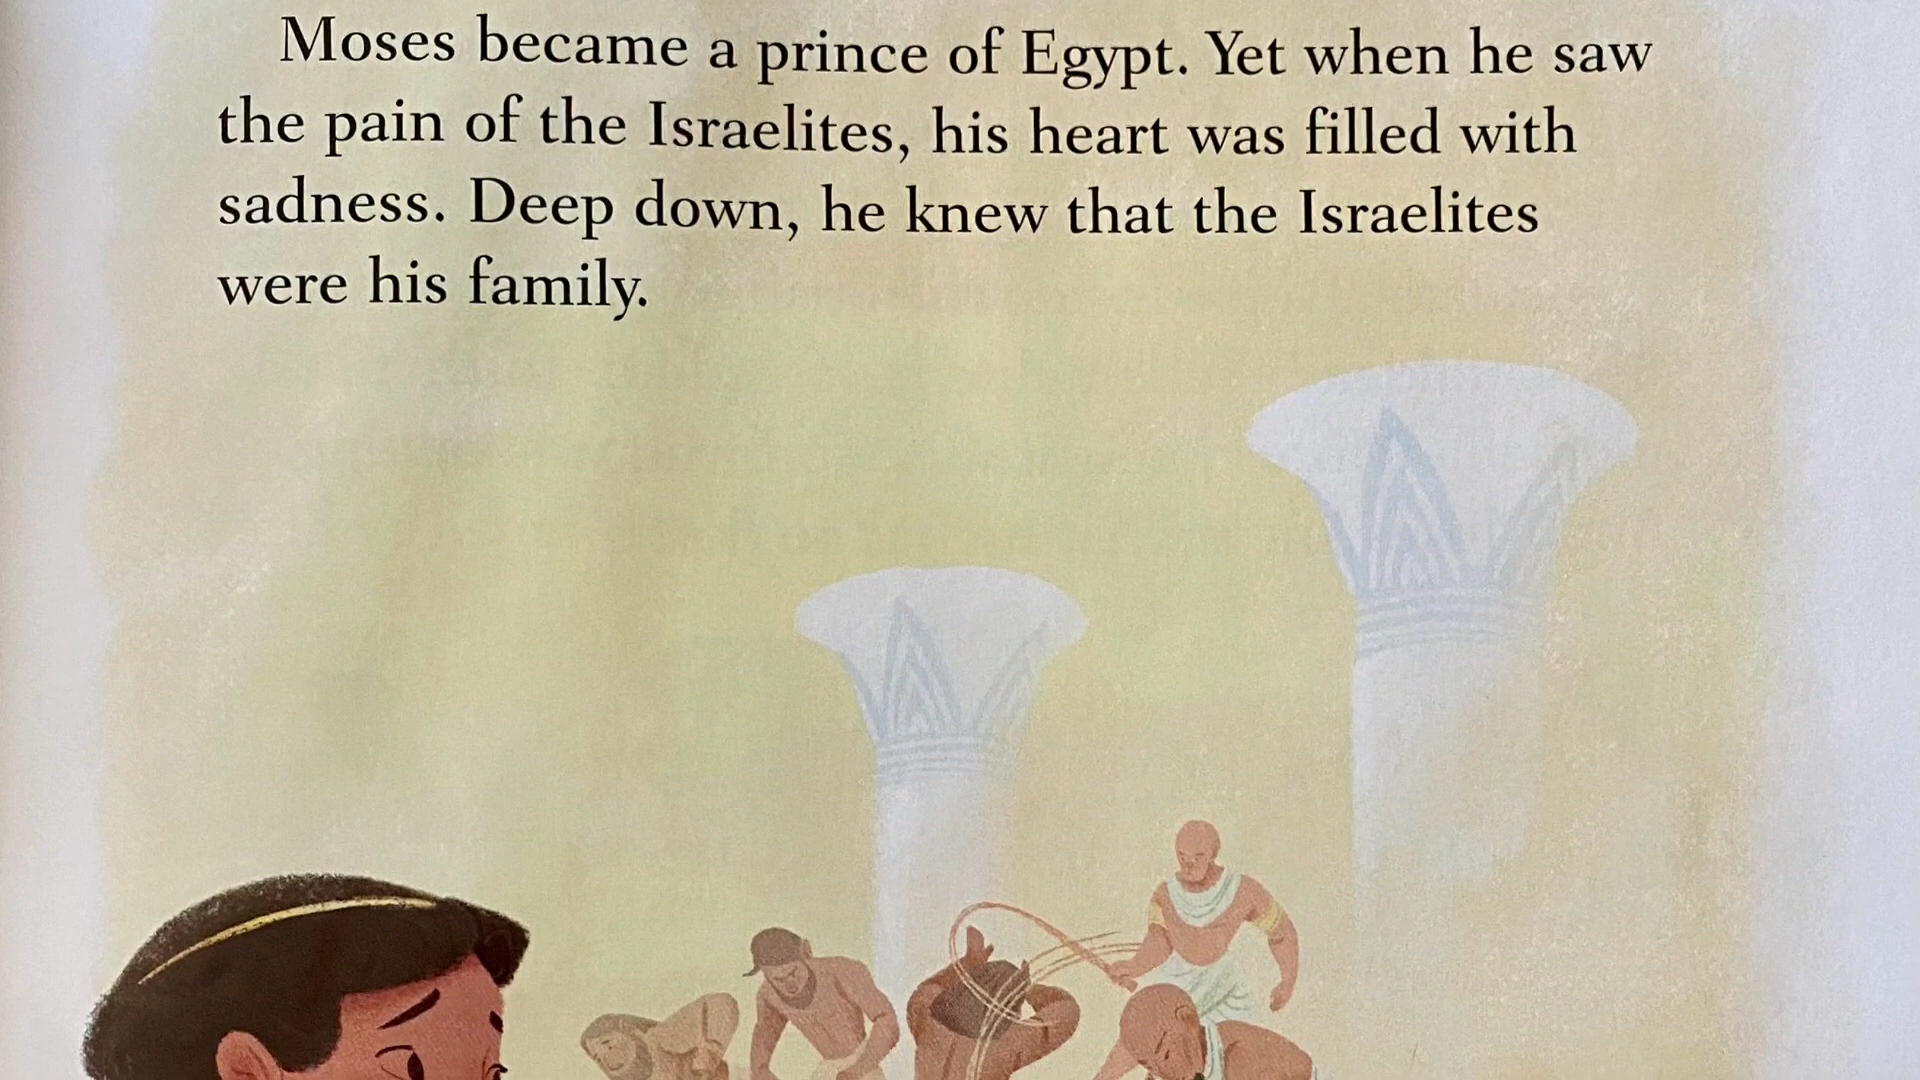 Moses became a prince of Egypt. Yet when he saw
the pain of the Israelites, his heart was filled with
sadness. Deep down, he knew that the Israelites
were his family.